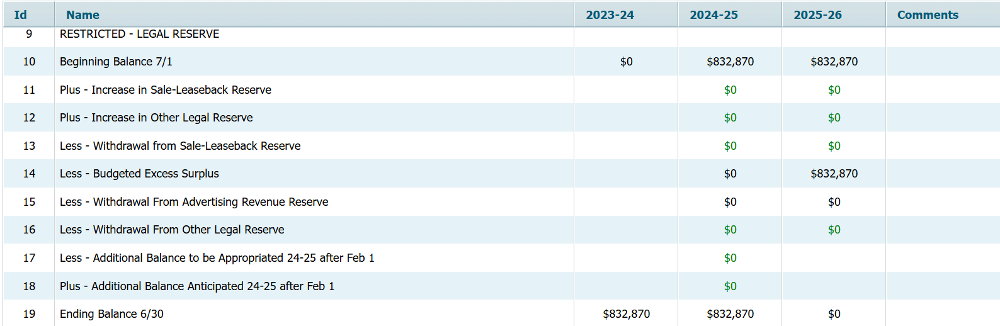 Id Name 2023-24 2024-25 2025-26 Comments
9 RESTRICTED - LEGAL RESERVE
10 Beginning Balance 7/1 $0 $832,870 $832,870
11 Plus - Increase in Sale-Leaseback Reserve $0 $0
12 Plus - Increase in Other Legal Reserve $0 $0
13 Less - Withdrawal from Sale-Leaseback Reserve $0 $0
14 Less - Budgeted Excess Surplus $0 $832,870
15 Less - Withdrawal From Advertising Revenue Reserve $0 $0
16 Less - Withdrawal From Other Legal Reserve $0 $0
17 Less - Additional Balance to be Appropriated 24-25 after Feb 1 $0
18 Plus - Additional Balance Anticipated 24-25 after Feb 1 $0
19 Ending Balance 6/30 $832,870 $832,870 $0